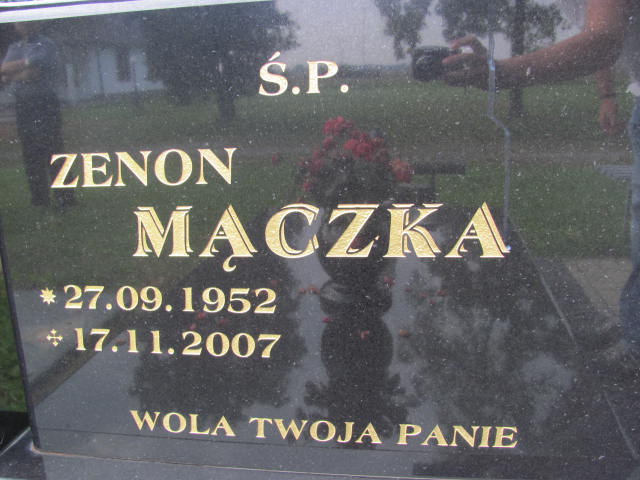 Ś.P.
ZENON
MĄCZKA
* 27.09.1952
✣ 17.11.2007
WOLA TWOJA PANIE